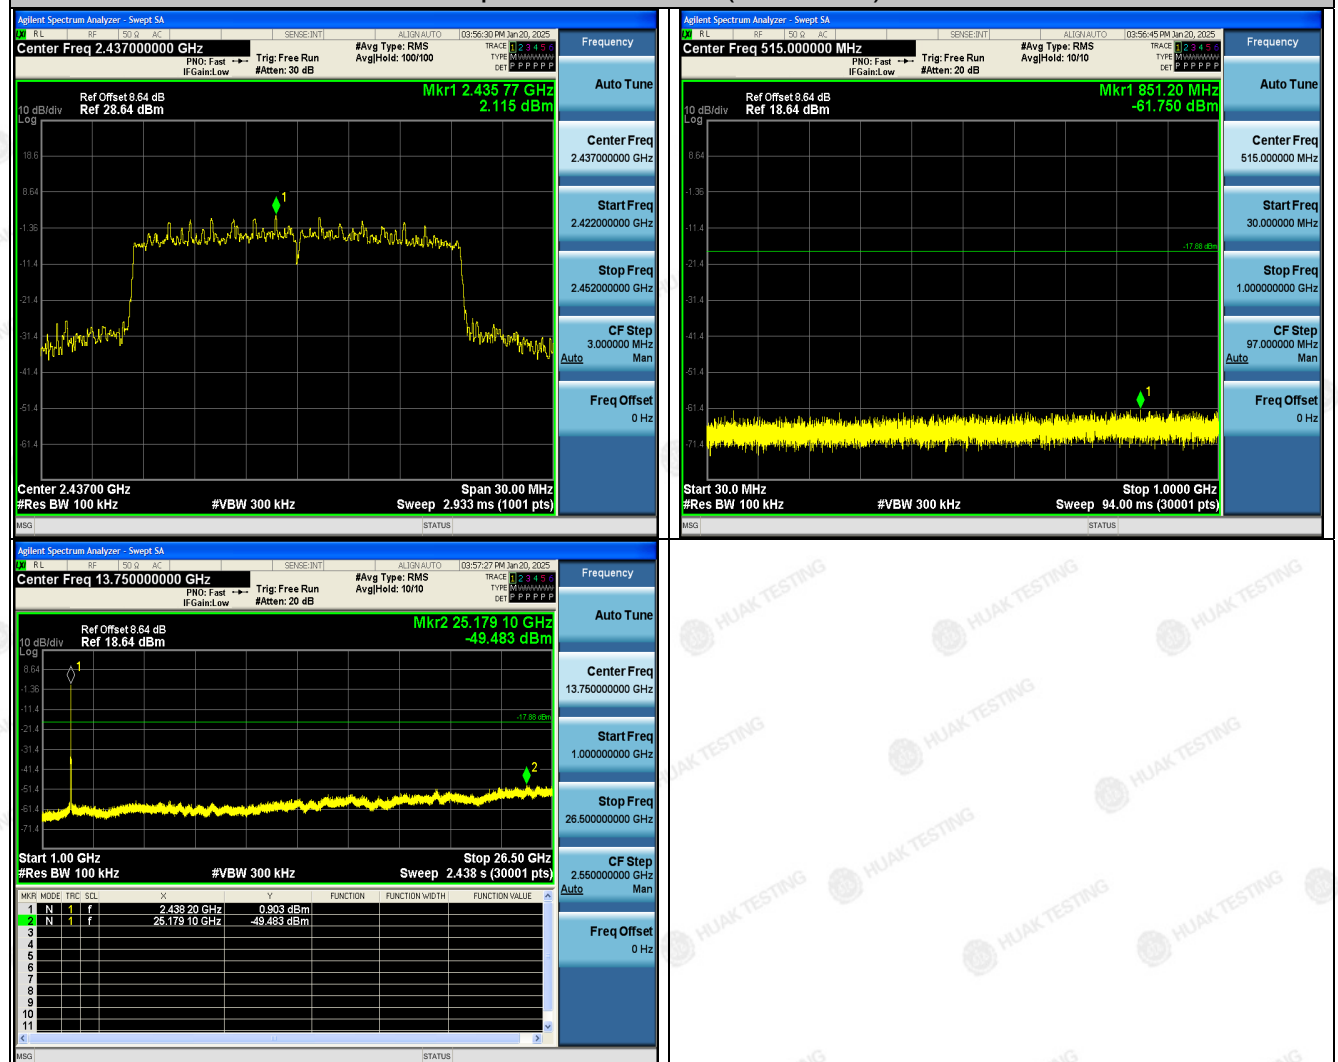 Agilent Spectrum Analyzer - Swept SA
LXI RL RF 50 Ω AC SENSE:INT ALIGN AUTO 03:56:30 PM Jan 20, 2025
Center Freq 2.437000000 GHz
PNO: Fast
IFGain:Low
Trig: Free Run
#Atten: 30 dB
#Avg Type: RMS
Avg|Hold: 100/100
TRACE 1 2 3 4 5 6
TYPE M
DET P P P P P P
Ref Offset 8.64 dB
10 dB/div Ref 28.64 dBm
Log
Mkr1 2.435 77 GHz
2.115 dBm
18.6
8.64
-1.36
-11.4
-21.4
-31.4
-41.4
-51.4
-61.4
1
Center 2.43700 GHz Span 30.00 MHz
#Res BW 100 kHz #VBW 300 kHz Sweep 2.933 ms (1001 pts)
MSG STATUS
Frequency
Auto Tune
Center Freq
2.437000000 GHz
Start Freq
2.422000000 GHz
Stop Freq
2.452000000 GHz
CF Step
3.000000 MHz
Auto Man
Freq Offset
0 Hz
Agilent Spectrum Analyzer - Swept SA
LXI RL RF 50 Ω AC SENSE:INT ALIGN AUTO 03:56:45 PM Jan 20, 2025
Center Freq 515.000000 MHz
PNO: Fast
IFGain:Low
Trig: Free Run
#Atten: 20 dB
#Avg Type: RMS
Avg|Hold: 10/10
TRACE 1 2 3 4 5 6
TYPE M
DET P P P P P P
Ref Offset 8.64 dB
10 dB/div Ref 18.64 dBm
Log
Mkr1 851.20 MHz
-61.750 dBm
8.64
-1.36
-11.4
-21.4
-31.4
-41.4
-51.4
-61.4
-71.4
-17.88 dBm
1
Start 30.0 MHz Stop 1.0000 GHz
#Res BW 100 kHz #VBW 300 kHz Sweep 94.00 ms (30001 pts)
MSG STATUS
Frequency
Auto Tune
Center Freq
515.000000 MHz
Start Freq
30.000000 MHz
Stop Freq
1.000000000 GHz
CF Step
97.000000 MHz
Auto Man
Freq Offset
0 Hz
Agilent Spectrum Analyzer - Swept SA
LXI RL RF 50 Ω AC SENSE:INT ALIGN AUTO 03:57:27 PM Jan 20, 2025
Center Freq 13.750000000 GHz
PNO: Fast
IFGain:Low
Trig: Free Run
#Atten: 20 dB
#Avg Type: RMS
Avg|Hold: 10/10
TRACE 1 2 3 4 5 6
TYPE M
DET P P P P P P
Ref Offset 8.64 dB
10 dB/div Ref 18.64 dBm
Log
Mkr2 25.179 10 GHz
-49.483 dBm
8.64
-1.36
-11.4
-21.4
-31.4
-41.4
-51.4
-61.4
-71.4
-17.88 dBm
1
2
Start 1.00 GHz Stop 26.50 GHz
#Res BW 100 kHz #VBW 300 kHz Sweep 2.438 s (30001 pts)
MKR MODE TRC SCL X Y FUNCTION FUNCTION WIDTH FUNCTION VALUE
1 N 1 f 2.438 20 GHz 0.903 dBm
2 N 1 f 25.179 10 GHz -49.483 dBm
3
4
5
6
7
8
9
10
11
MSG STATUS
Frequency
Auto Tune
Center Freq
13.750000000 GHz
Start Freq
1.000000000 GHz
Stop Freq
26.500000000 GHz
CF Step
2.550000000 GHz
Auto Man
Freq Offset
0 Hz
HUAK TESTING
HUAK TESTING
HUAK TESTING
HUAK TESTING
HUAK TESTING
HUAK TESTING
HUAK TESTING
HUAK TESTING
HUAK TESTING
HUAK TESTING